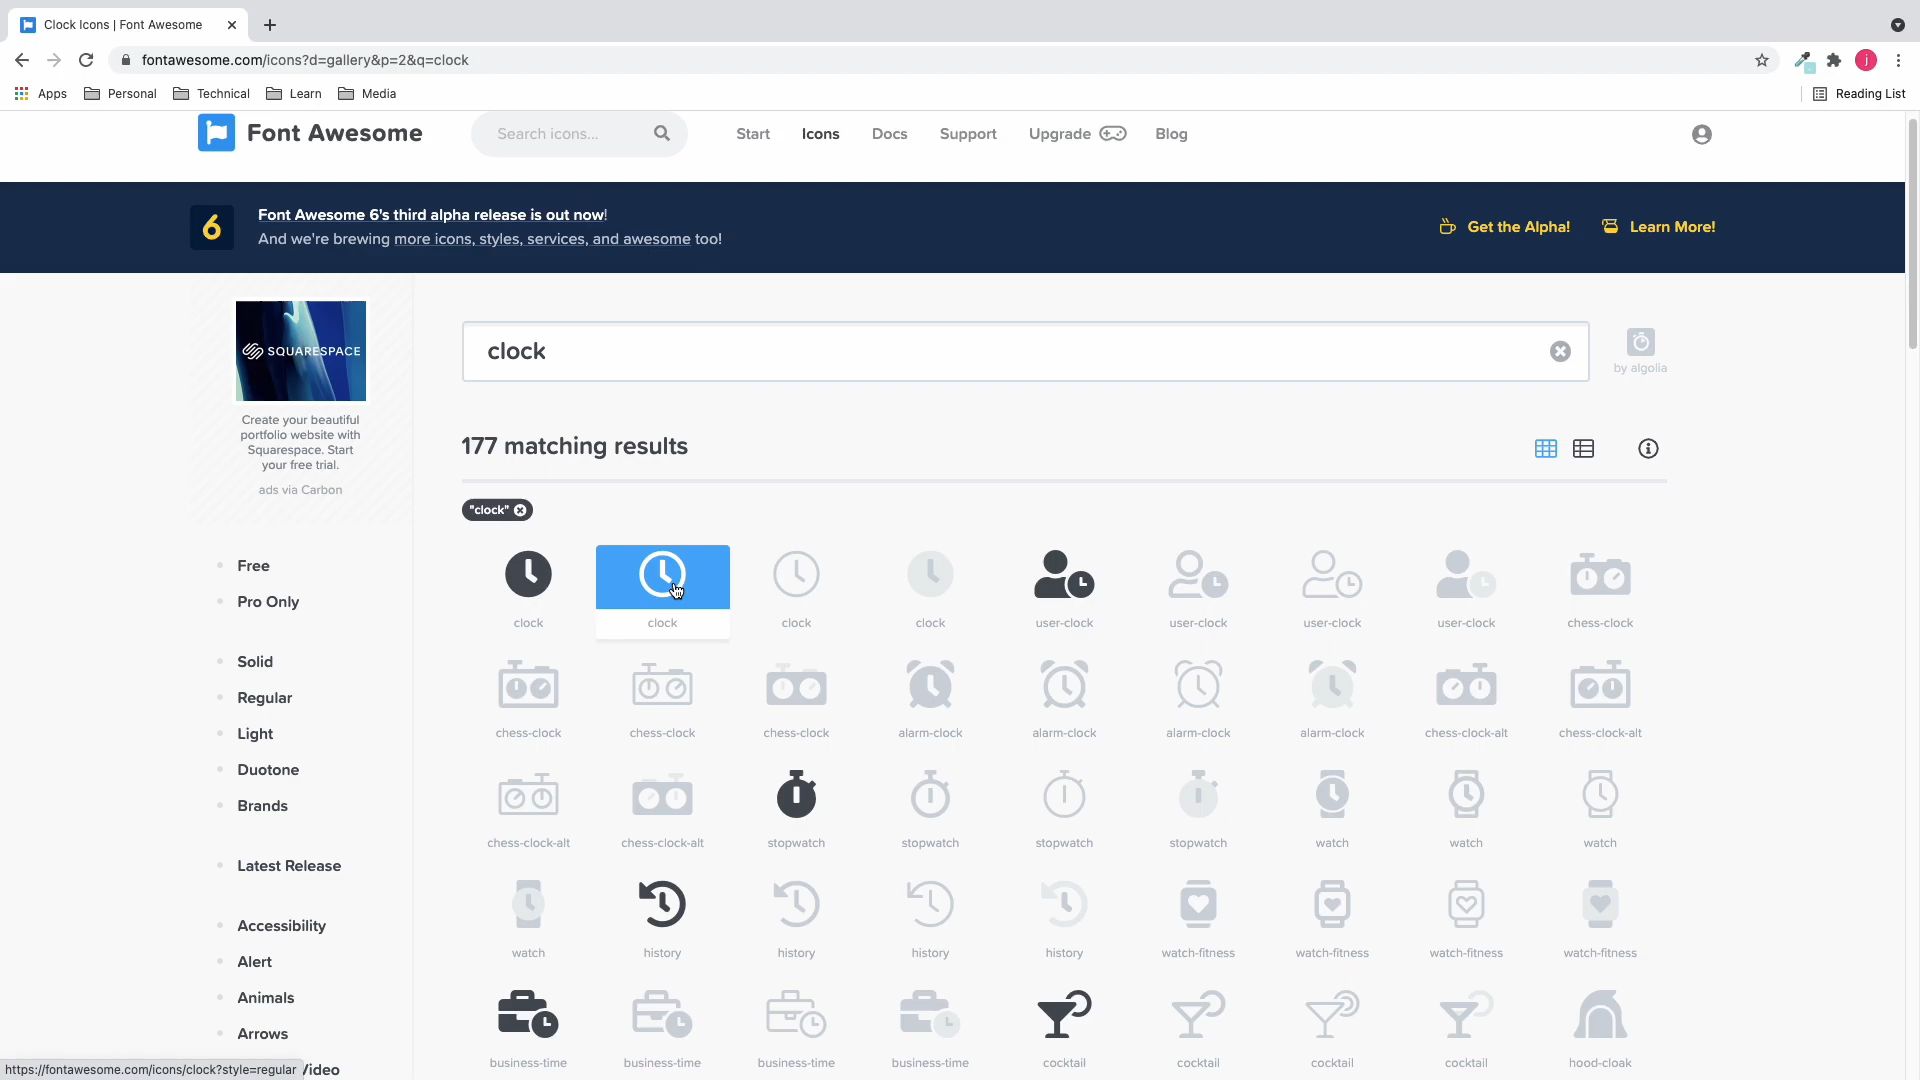 Clock Icons | Font Awesome
fontawesome.com/icons?d=gallery&p=2&q=clock
j
Apps Personal Technical Learn Media Reading List
Font Awesome Search icons... Start Icons Docs Support Upgrade Blog
6 Font Awesome 6's third alpha release is out now!
And we're brewing more icons, styles, services, and awesome too!
Get the Alpha! Learn More!
SQUARESPACE
Create your beautiful
portfolio website with
Squarespace. Start
your free trial.
ads via Carbon
clock
by algolia
177 matching results
"clock"
Free
Pro Only
Solid
Regular
Light
Duotone
Brands
Latest Release
Accessibility
Alert
Animals
Arrows
Video
clock clock clock clock user-clock user-clock user-clock user-clock chess-clock
chess-clock chess-clock chess-clock alarm-clock alarm-clock alarm-clock alarm-clock chess-clock-alt chess-clock-alt
chess-clock-alt chess-clock-alt stopwatch stopwatch stopwatch stopwatch watch watch watch
watch history history history history watch-fitness watch-fitness watch-fitness watch-fitness
business-time business-time business-time business-time cocktail cocktail cocktail cocktail hood-cloak
https://fontawesome.com/icons/clock?style=regular